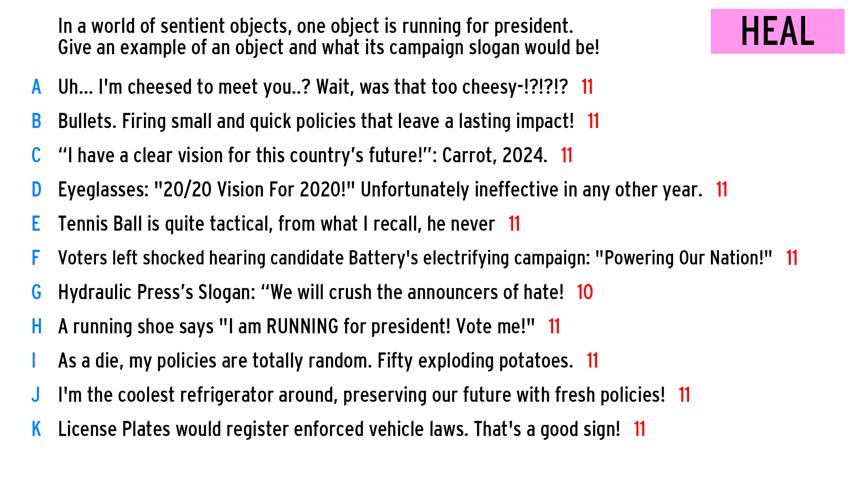 In a world of sentient objects, one object is running for president.
Give an example of an object and what its campaign slogan would be!
HEAL
A Uh... I'm cheesed to meet you..? Wait, was that too cheesy-!?!?!? 11
B Bullets. Firing small and quick policies that leave a lasting impact! 11
C “I have a clear vision for this country’s future!”: Carrot, 2024. 11
D Eyeglasses: "20/20 Vision For 2020!" Unfortunately ineffective in any other year. 11
E Tennis Ball is quite tactical, from what I recall, he never 11
F Voters left shocked hearing candidate Battery's electrifying campaign: "Powering Our Nation!" 11
G Hydraulic Press’s Slogan: “We will crush the announcers of hate! 10
H A running shoe says "I am RUNNING for president! Vote me!" 11
I As a die, my policies are totally random. Fifty exploding potatoes. 11
J I'm the coolest refrigerator around, preserving our future with fresh policies! 11
K License Plates would register enforced vehicle laws. That's a good sign! 11